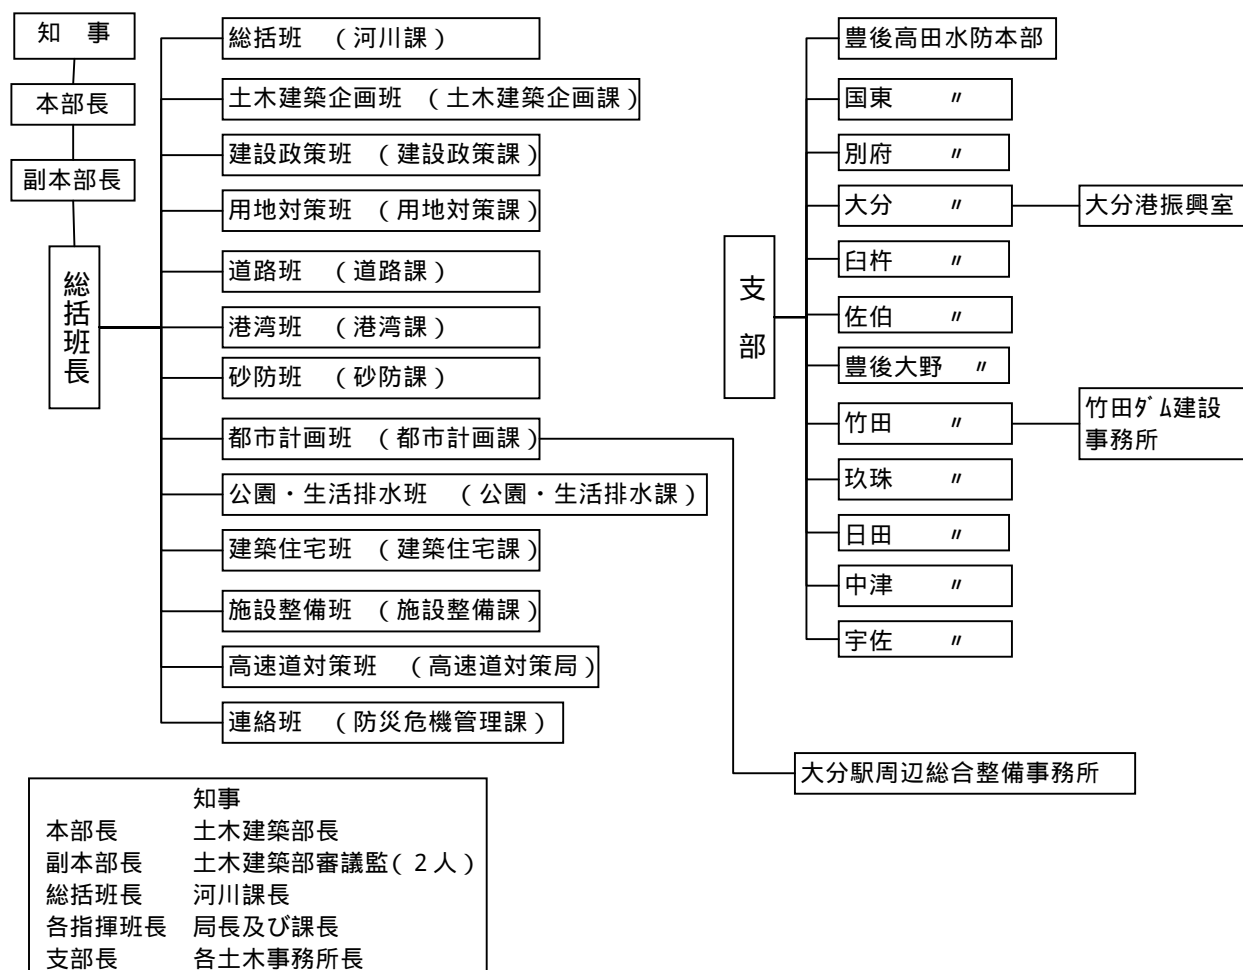 知　事
本部長
副本部長
総括班長
総括班　（河川課）
土木建築企画班　（土木建築企画課）
建設政策班　（建設政策課）
用地対策班　（用地対策課）
道路班　（道路課）
港湾班　（港湾課）
砂防班　（砂防課）
都市計画班　（都市計画課）
公園・生活排水班　（公園・生活排水課）
建築住宅班　（建築住宅課）
施設整備班　（施設整備課）
高速道対策班　（高速道対策局）
連絡班　（防災危機管理課）
支部
豊後高田水防本部
国東　　〃
別府　　〃
大分　　〃
臼杵　　〃
佐伯　　〃
豊後大野　〃
竹田　　〃
玖珠　　〃
日田　　〃
中津　　〃
宇佐　　〃
大分港振興室
竹田ﾀﾞﾑ建設
事務所
大分駅周辺総合整備事務所
知事
本部長　　土木建築部長
副本部長　土木建築部審議監（２人）
総括班長　河川課長
各指揮班長　局長及び課長
支部長　　各土木事務所長